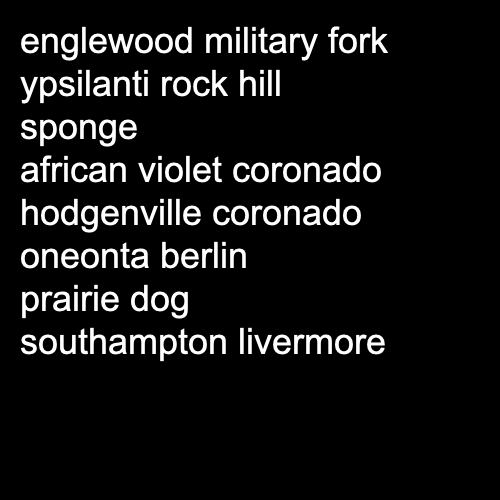 englewood military fork
ypsilanti rock hill
sponge
african violet coronado
hodgenville coronado
oneonta berlin
prairie dog
southampton livermore